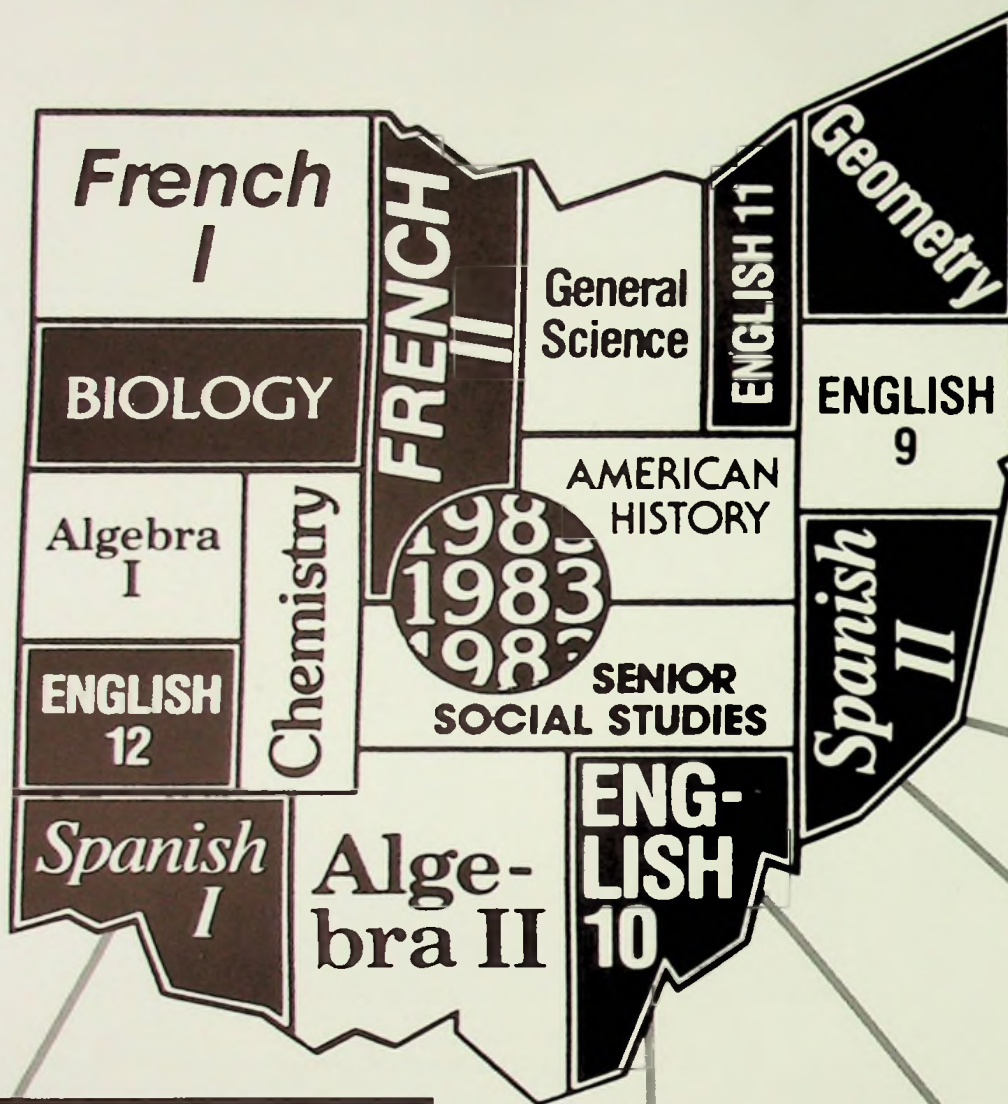 French
I
FRENCH
II
General
Science
ENGLISH 11
Geometry
BIOLOGY
ENGLISH
9
AMERICAN
HISTORY
Algebra
I
Chemistry
1983
Spanish
II
ENGLISH
12
SENIOR
SOCIAL STUDIES
Spanish
I
Alge-
bra II
ENG-
LISH
10